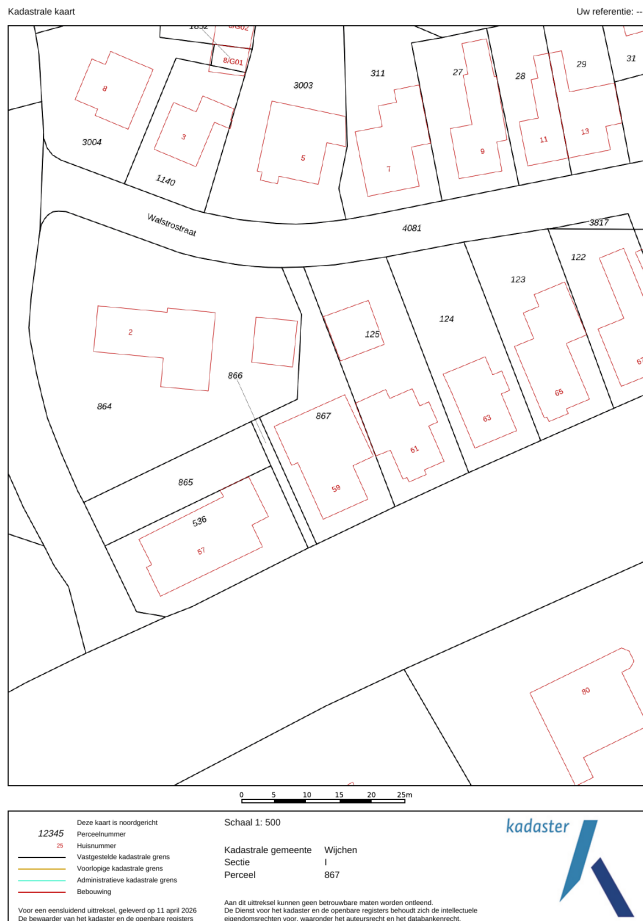 Kadastrale kaart
Uw referentie: --
8/G01
8
3003
311
27
28
29
31
3
5
7
9
11
13
3004
1140
Walstrostraat
4081
3817
122
123
124
125
2
866
864
867
61
63
65
59
865
536
57
80
0 5 10 15 20 25m
Deze kaart is noordgericht
12345 Perceelnummer
25 Huisnummer
Vastgestelde kadastrale grens
Voorlopige kadastrale grens
Administratieve kadastrale grens
Bebouwing
Voor een eensluidend uittreksel, geleverd op 11 april 2026
De bewaarder van het kadaster en de openbare registers
Schaal 1: 500
Kadastrale gemeente Wijchen
Sectie I
Perceel 867
Aan dit uittreksel kunnen geen betrouwbare maten worden ontleend.
De Dienst voor het kadaster en de openbare registers behoudt zich de intellectuele
eigendomsrechten voor, waaronder het auteursrecht en het databankenrecht.
kadaster